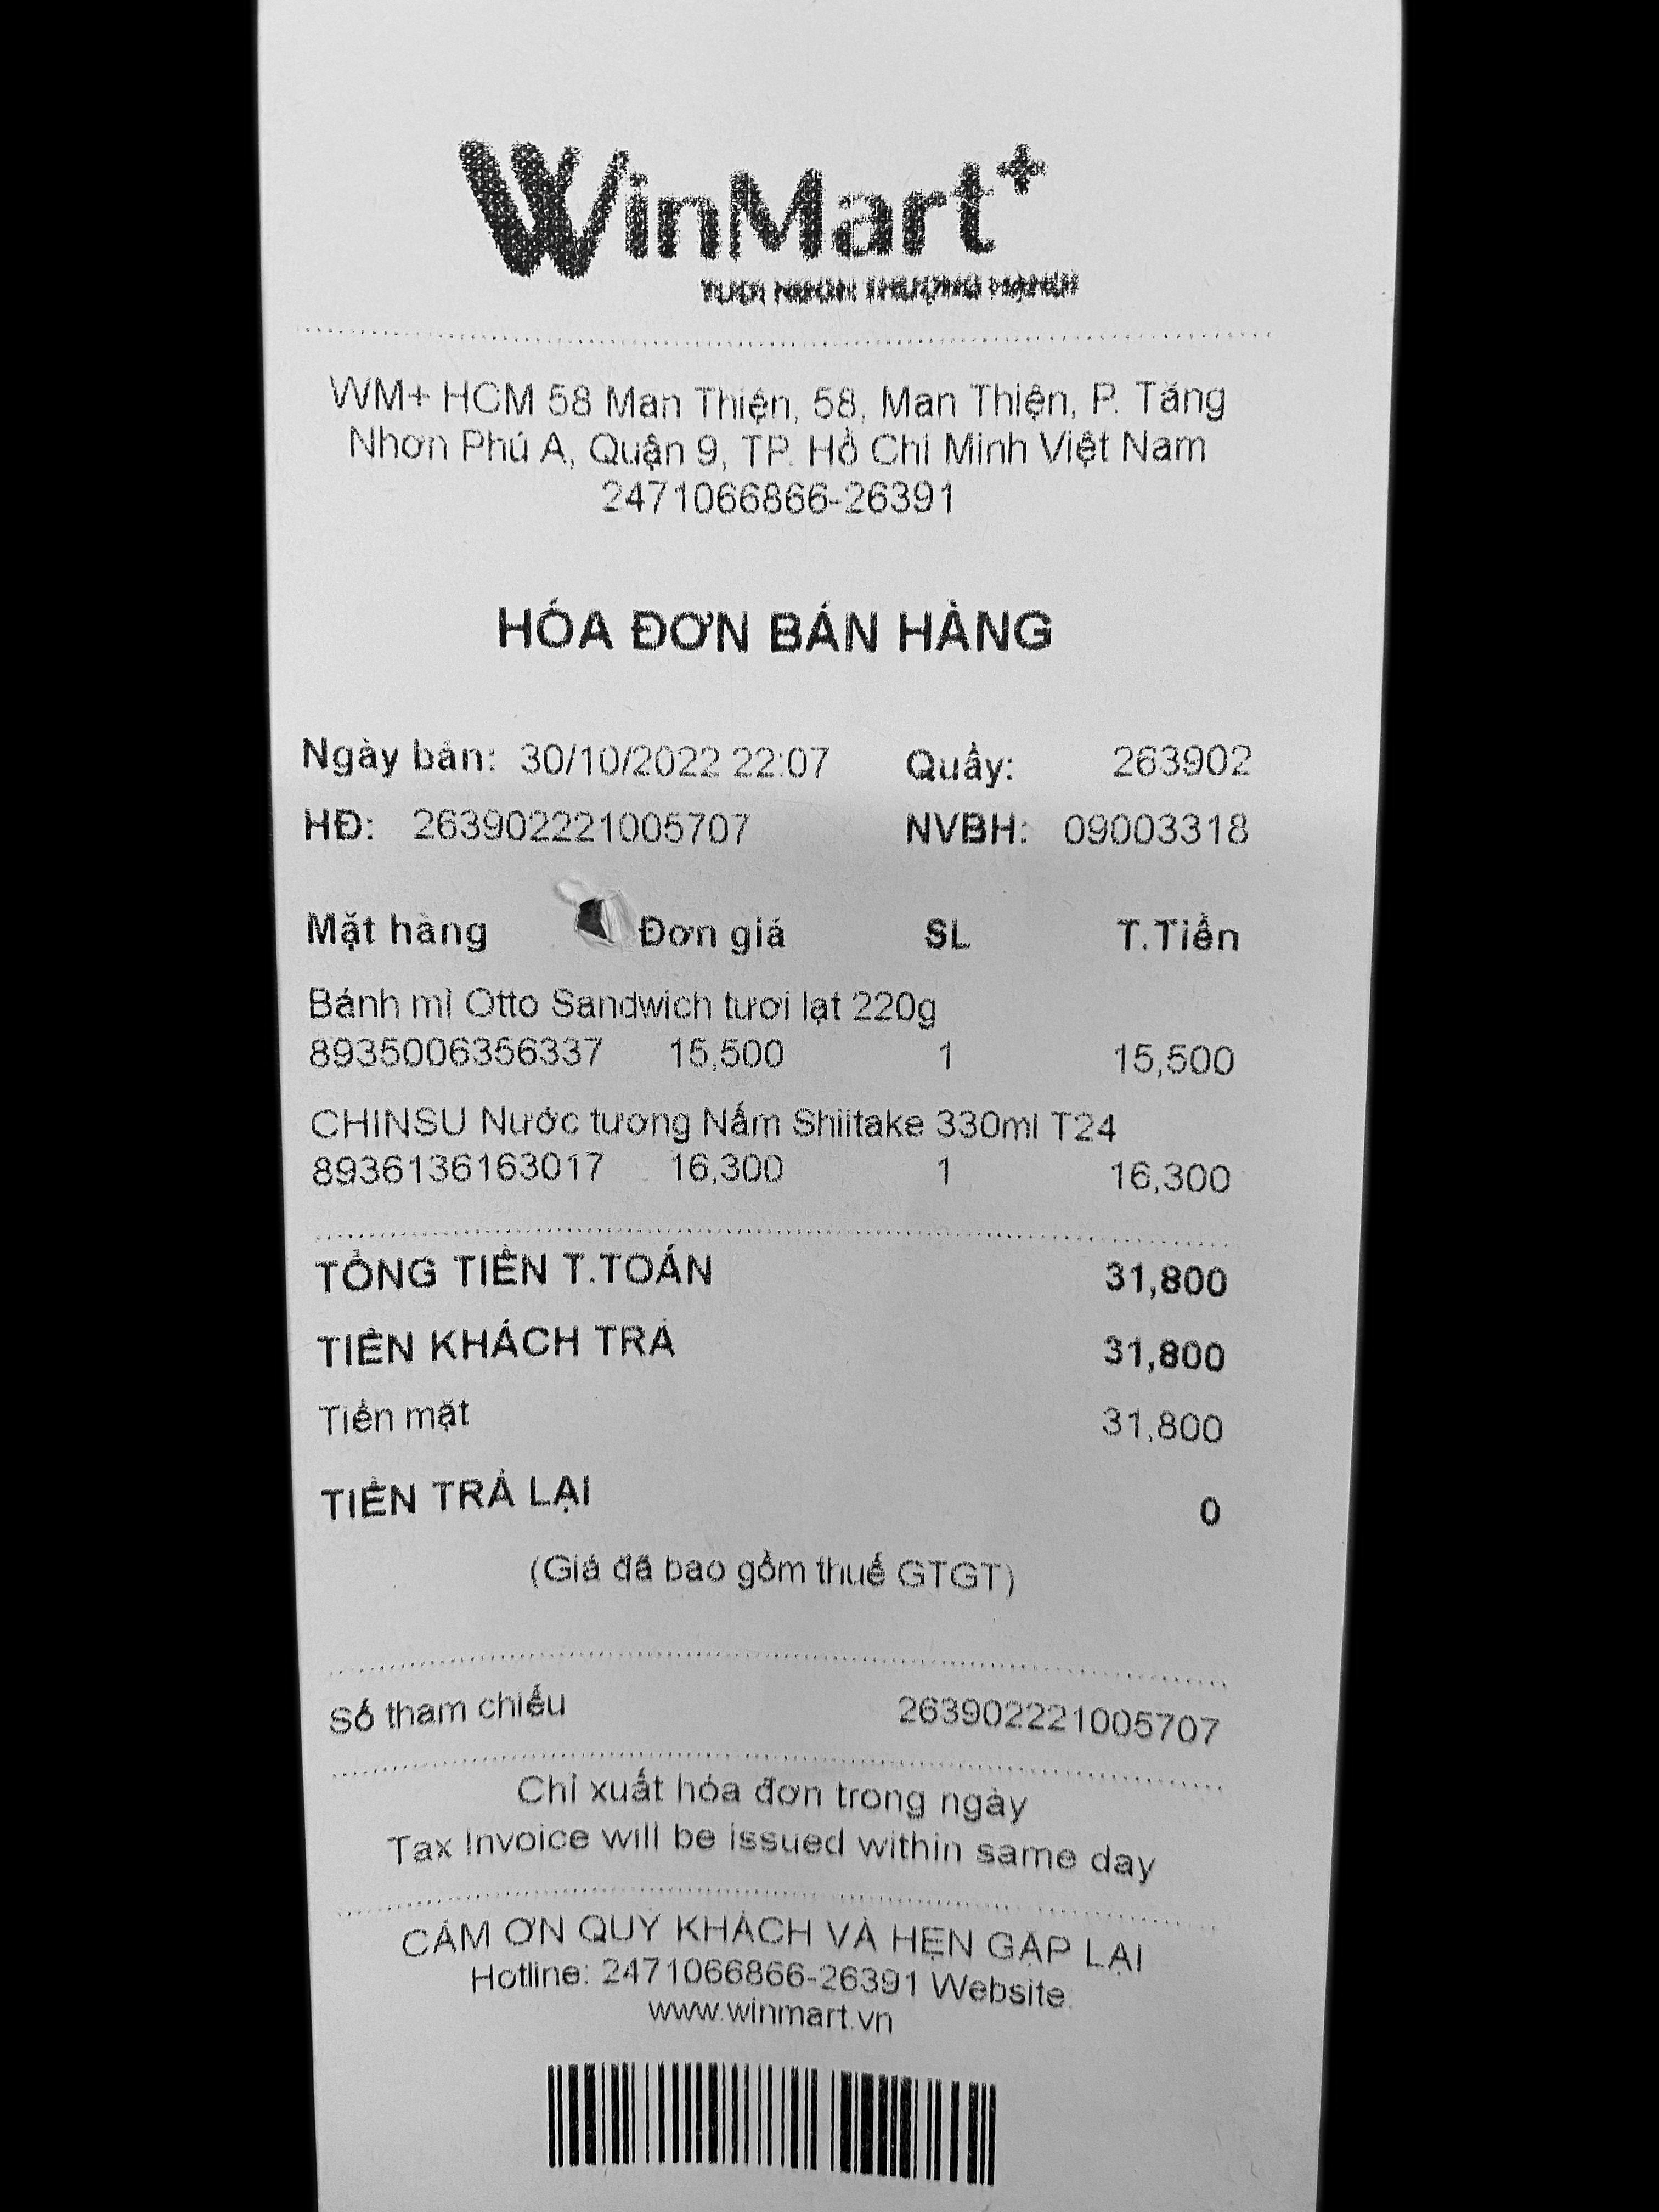 WinMart+
WM+ HCM 58 Man Thiện, 58, Man Thiện, P. Tăng
Nhơn Phú A, Quận 9, TP. Hồ Chí Minh Việt Nam
2471066866-26391
HÓA ĐƠN BÁN HÀNG
Ngày bán: 30/10/2022 22:07 Quầy: 263902
HĐ: 263902221005707 NVBH: 09003318
Mặt hàng Đơn giá SL T.Tiền
Bánh mì Otto Sandwich tươi lạt 220g
8935006356337 15,500 1 15,500
CHINSU Nước tương Nấm Shiitake 330ml T24
8936136163017 16,300 1 16,300
TỔNG TIỀN T.TOÁN 31,800
TIỀN KHÁCH TRẢ 31,800
Tiền mặt 31,800
TIỀN TRẢ LẠI 0
(Giá đã bao gồm thuế GTGT)
Số tham chiếu 263902221005707
Chỉ xuất hóa đơn trong ngày
Tax Invoice will be issued within same day
CẢM ƠN QUÝ KHÁCH VÀ HẸN GẶP LẠI
Hotline: 2471066866-26391 Website:
www.winmart.vn